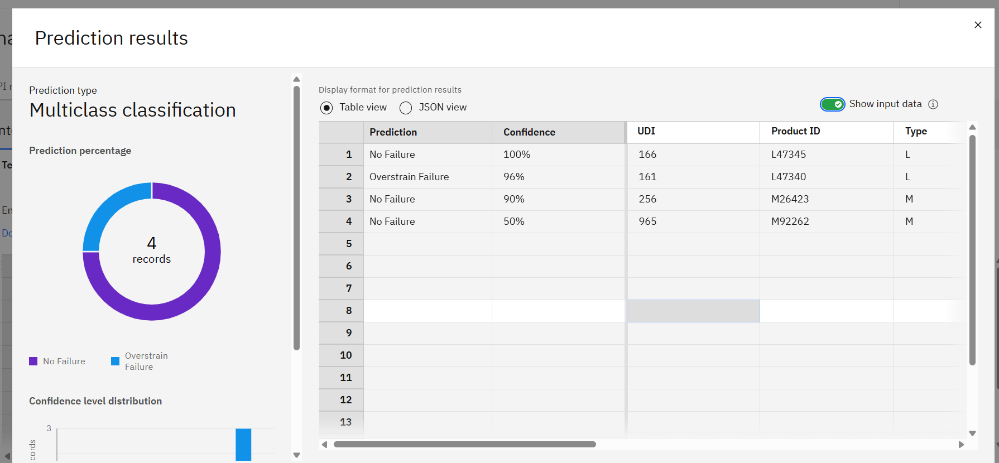 Prediction results
Prediction type
Multiclass classification
Prediction percentage
4
records
No Failure
Overstrain
Failure
Confidence level distribution
3
Display format for prediction results
Table view JSON view
Show input data
Prediction Confidence UDI Product ID Type
1 No Failure 100% 166 L47345 L
2 Overstrain Failure 96% 161 L47340 L
3 No Failure 90% 256 M26423 M
4 No Failure 50% 965 M92262 M
5
6
7
8
9
10
11
12
13